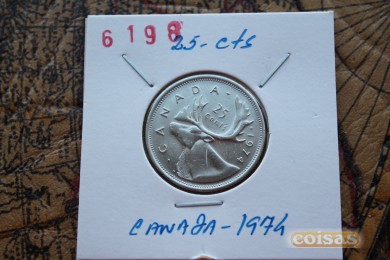 6198
25-cts
CANADA
25
CENTS
1974
CANADA-1974
coisas